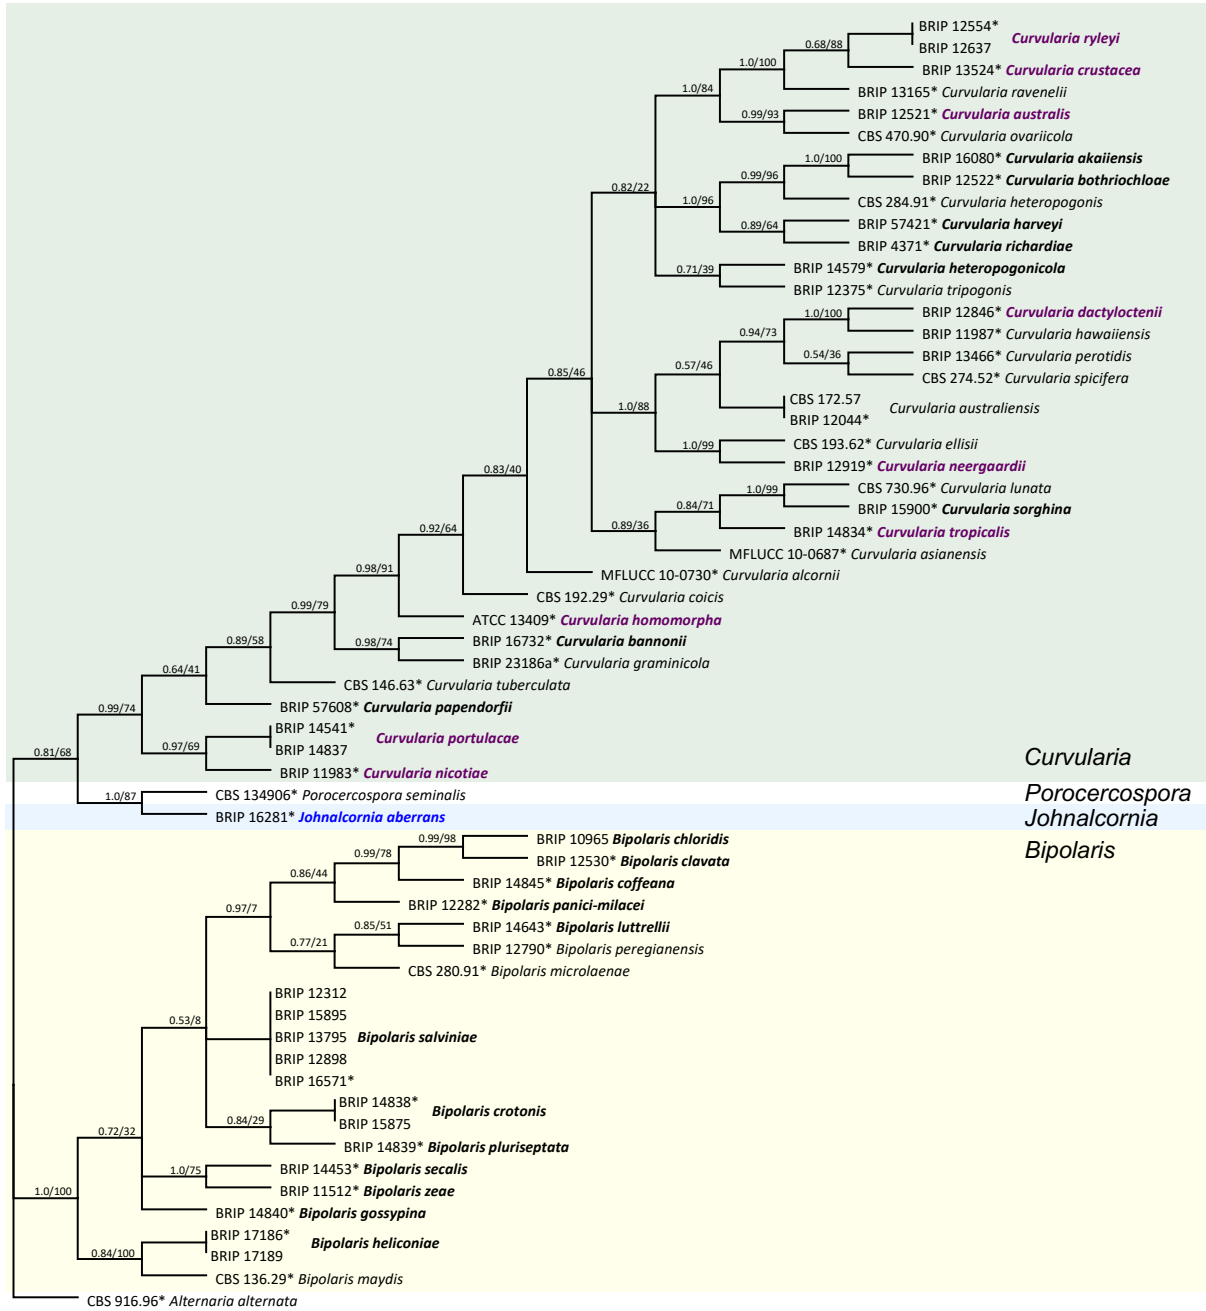 BRIP 12554*
0.68/88
Curvularia ryleyi
BRIP 12637
1.0/100
BRIP 13524* Curvularia crustacea
1.0/84
BRIP 13165* Curvularia ravenelii
BRIP 12521* Curvularia australis
0.99/93
CBS 470.90* Curvularia ovariicola
BRIP 16080* Curvularia akaiiensis
1.0/100
0.99/96
BRIP 12522* Curvularia bothriochloae
0.82/22
1.0/96
CBS 284.91* Curvularia heteropogonis
BRIP 57421* Curvularia harveyi
0.89/64
BRIP 4371* Curvularia richardiae
BRIP 14579* Curvularia heteropogonicola
0.71/39
BRIP 12375* Curvularia tripogonis
BRIP 12846* Curvularia dactyloctenii
1.0/100
0.94/73
BRIP 11987* Curvularia hawaiiensis
BRIP 13466* Curvularia perotidis
0.54/36
0.57/46
0.85/46
CBS 274.52* Curvularia spicifera
CBS 172.57
1.0/88
Curvularia australiensis
BRIP 12044*
CBS 193.62* Curvularia ellisii
1.0/99
BRIP 12919* Curvularia neergaardii
0.83/40
CBS 730.96* Curvularia lunata
1.0/99
0.84/71
BRIP 15900* Curvularia sorghina
0.89/36
BRIP 14834* Curvularia tropicalis
0.92/64
MFLUCC 10-0687* Curvularia asianensis
0.98/91
MFLUCC 10-0730* Curvularia alcornii
CBS 192.29* Curvularia coicis
0.99/79
ATCC 13409* Curvularia homomorpha
BRIP 16732* Curvularia bannonii
0.89/58
0.98/74
BRIP 23186a* Curvularia graminicola
0.64/41
CBS 146.63* Curvularia tuberculata
BRIP 57608* Curvularia papendorfii
0.99/74
BRIP 14541*
Curvularia portulacae
0.97/69
BRIP 14837
0.81/68
Curvularia
BRIP 11983* Curvularia nicotiae
1.0/87
CBS 134906* Porocercospora seminalis
Porocercospora
BRIP 16281* Johnalcornia aberrans
Johnalcornia
0.99/98
BRIP 10965 Bipolaris chloridis
Bipolaris
0.99/78
BRIP 12530* Bipolaris clavata
0.86/44
BRIP 14845* Bipolaris coffeana
BRIP 12282* Bipolaris panici-milacei
0.97/7
BRIP 14643* Bipolaris luttrellii
0.85/51
0.77/21
BRIP 12790* Bipolaris peregianensis
CBS 280.91* Bipolaris microlaenae
BRIP 12312
BRIP 15895
0.53/8
BRIP 13795 Bipolaris salviniae
BRIP 12898
BRIP 16571*
BRIP 14838*
Bipolaris crotonis
0.84/29
BRIP 15875
0.72/32
BRIP 14839* Bipolaris pluriseptata
BRIP 14453* Bipolaris secalis
1.0/75
BRIP 11512* Bipolaris zeae
1.0/100
BRIP 14840* Bipolaris gossypina
BRIP 17186*
Bipolaris heliconiae
0.84/100
BRIP 17189
CBS 136.29* Bipolaris maydis
CBS 916.96* Alternaria alternata